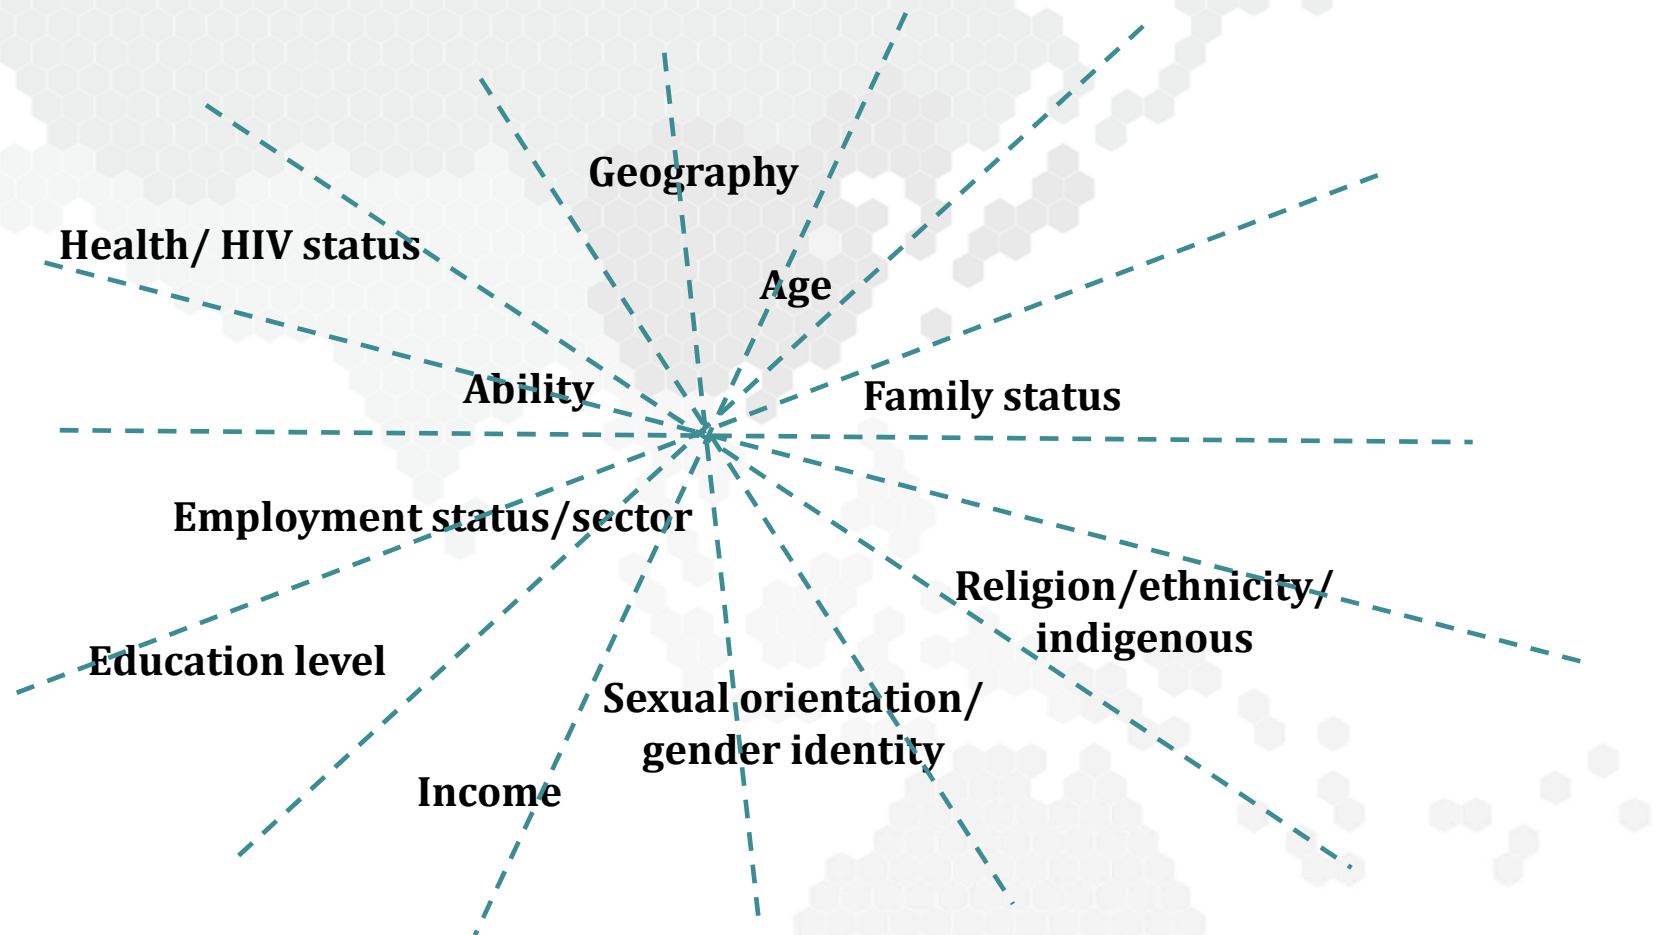 Geography
Health/ HIV status
Age
Ability
Family status
Employment status/sector
Religion/ethnicity/
indigenous
Education level
Sexual orientation/
gender identity
Income